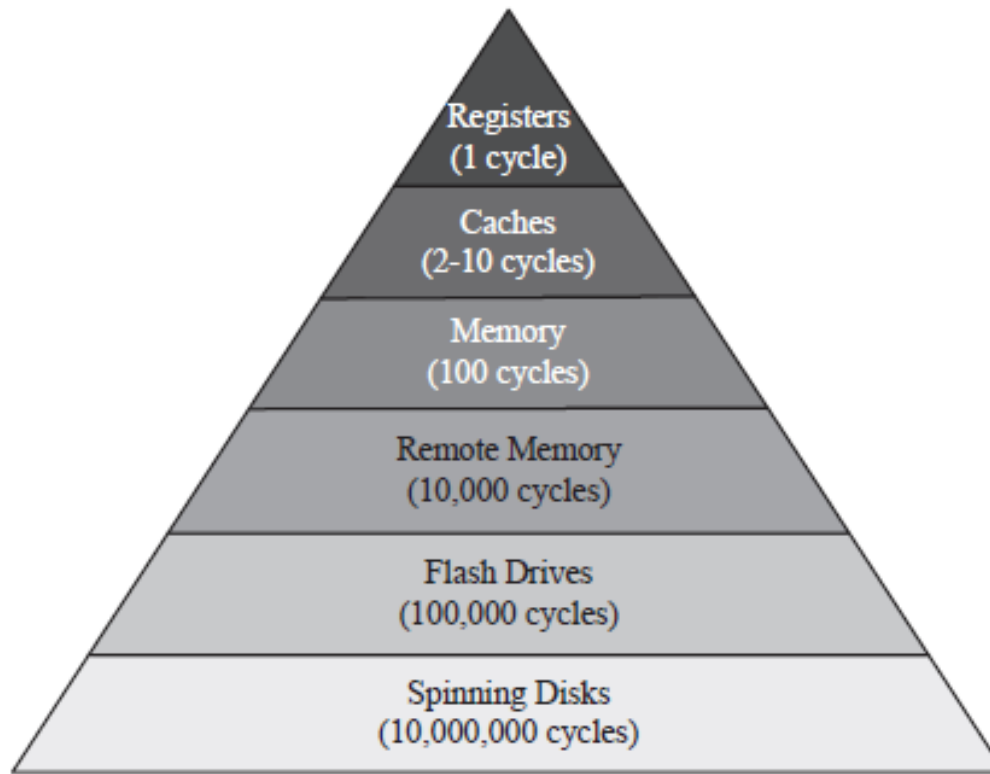 Registers
(1 cycle)
Caches
(2-10 cycles)
Memory
(100 cycles)
Remote Memory
(10,000 cycles)
Flash Drives
(100,000 cycles)
Spinning Disks
(10,000,000 cycles)